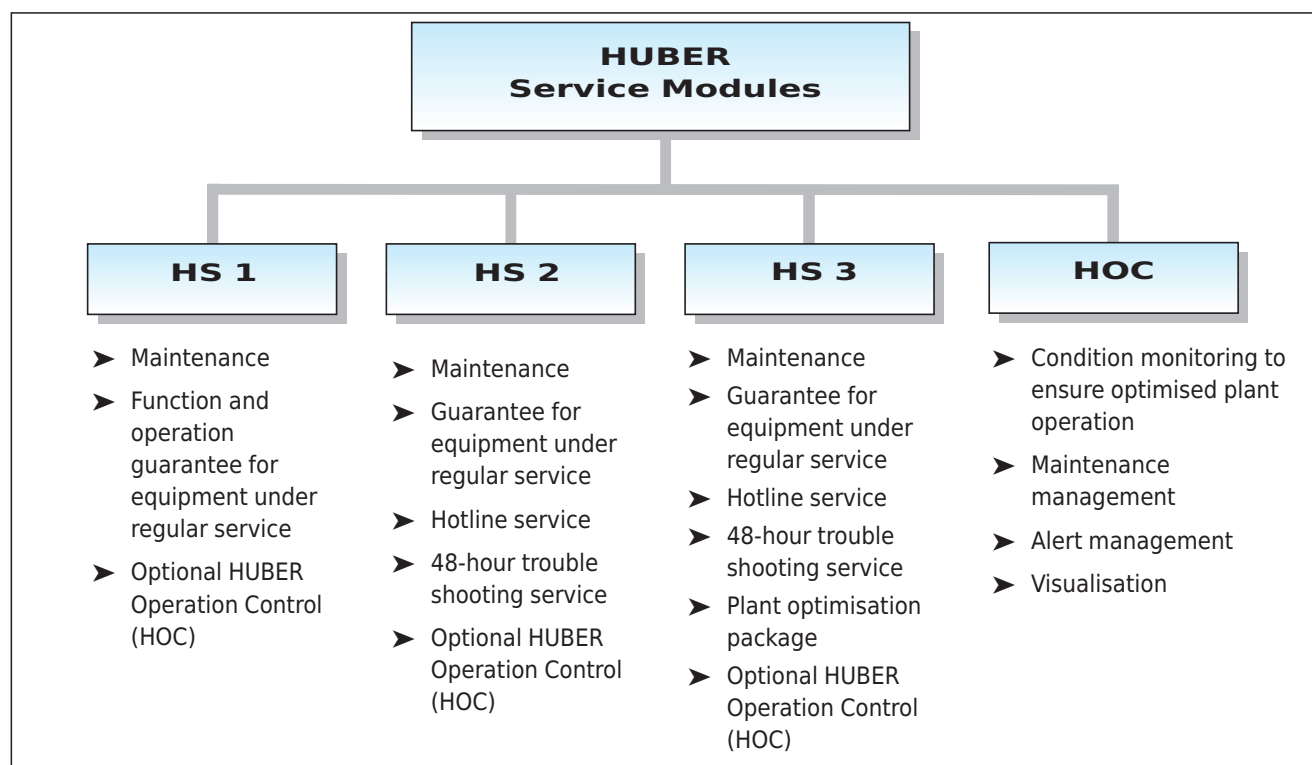 HUBER
Service Modules
HS 1
➤ Maintenance
➤ Function and
operation
guarantee for
equipment under
regular service
➤ Optional HUBER
Operation Control
(HOC)
HS 2
➤ Maintenance
➤ Guarantee for
equipment under
regular service
➤ Hotline service
➤ 48-hour trouble
shooting service
➤ Optional HUBER
Operation Control
(HOC)
HS 3
➤ Maintenance
➤ Guarantee for
equipment under
regular service
➤ Hotline service
➤ 48-hour trouble
shooting service
➤ Plant optimisation
package
➤ Optional HUBER
Operation Control
(HOC)
HOC
➤ Condition monitoring to
ensure optimised plant
operation
➤ Maintenance
management
➤ Alert management
➤ Visualisation